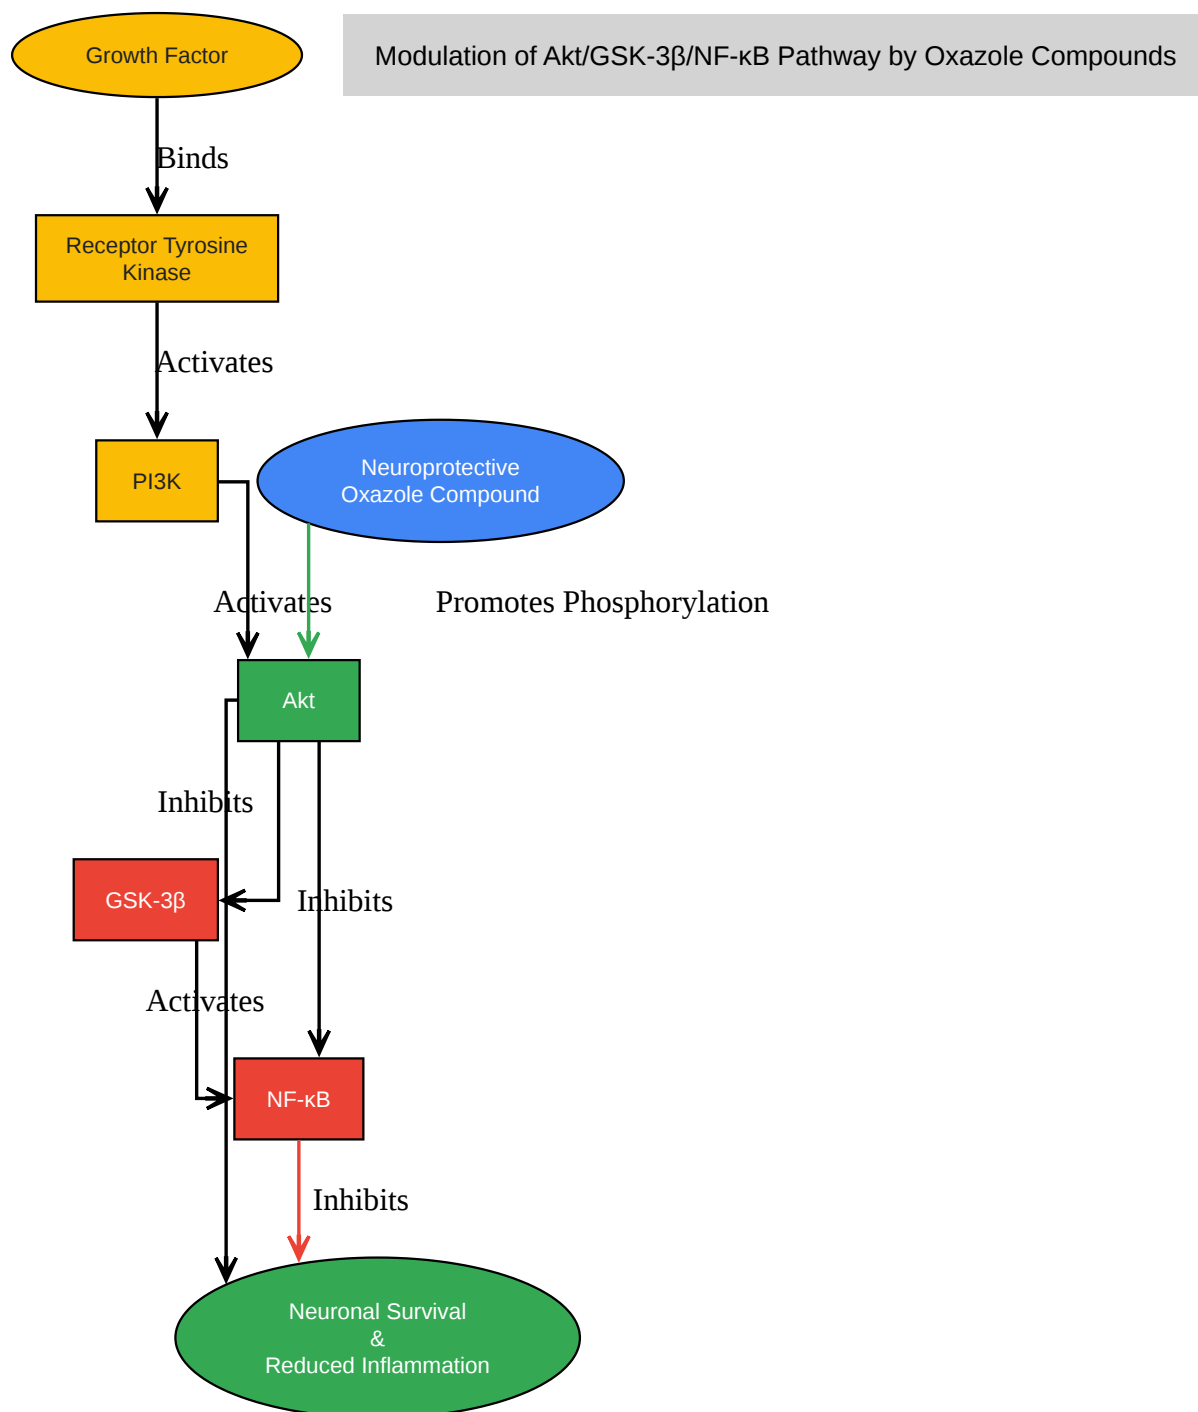 Growth Factor
Modulation of Akt/GSK-3β/NF-κB Pathway by Oxazole Compounds
Binds
Receptor Tyrosine
Kinase
Activates
PI3K
Neuroprotective
Oxazole Compound
Activates
Promotes Phosphorylation
Akt
Inhibits
GSK-3β
Inhibits
Activates
NF-κB
Inhibits
Neuronal Survival
&
Reduced Inflammation